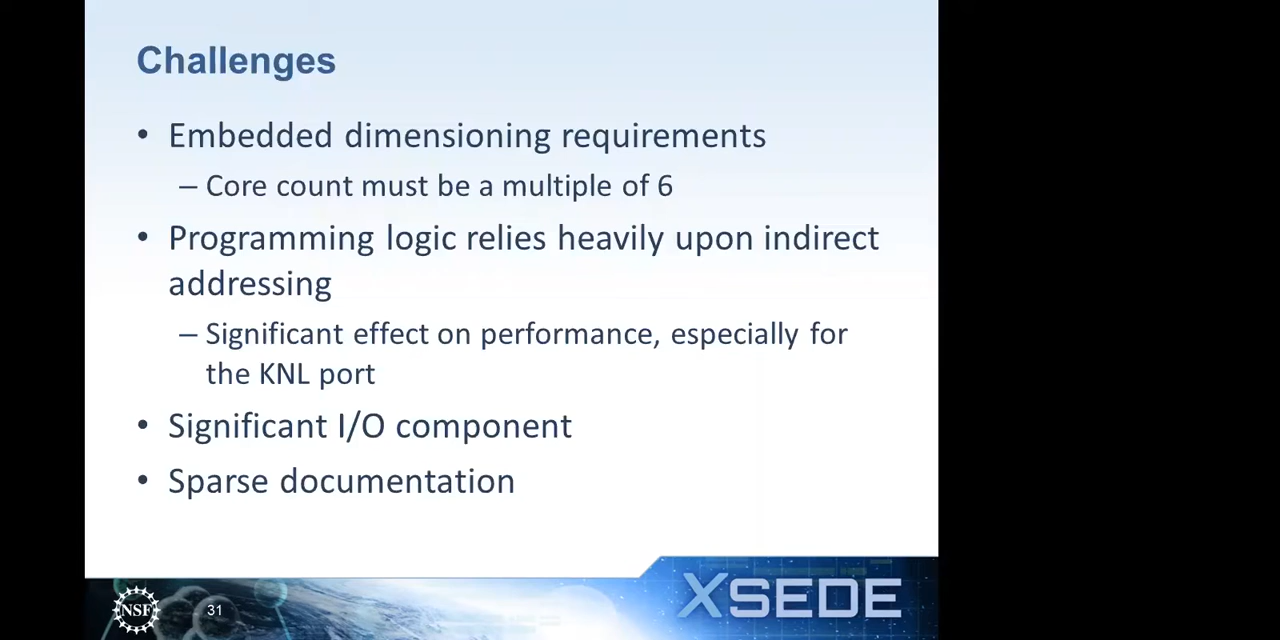 Challenges
• Embedded dimensioning requirements
– Core count must be a multiple of 6
• Programming logic relies heavily upon indirect
addressing
– Significant effect on performance, especially for
the KNL port
• Significant I/O component
• Sparse documentation
NSF
31
XSEDE